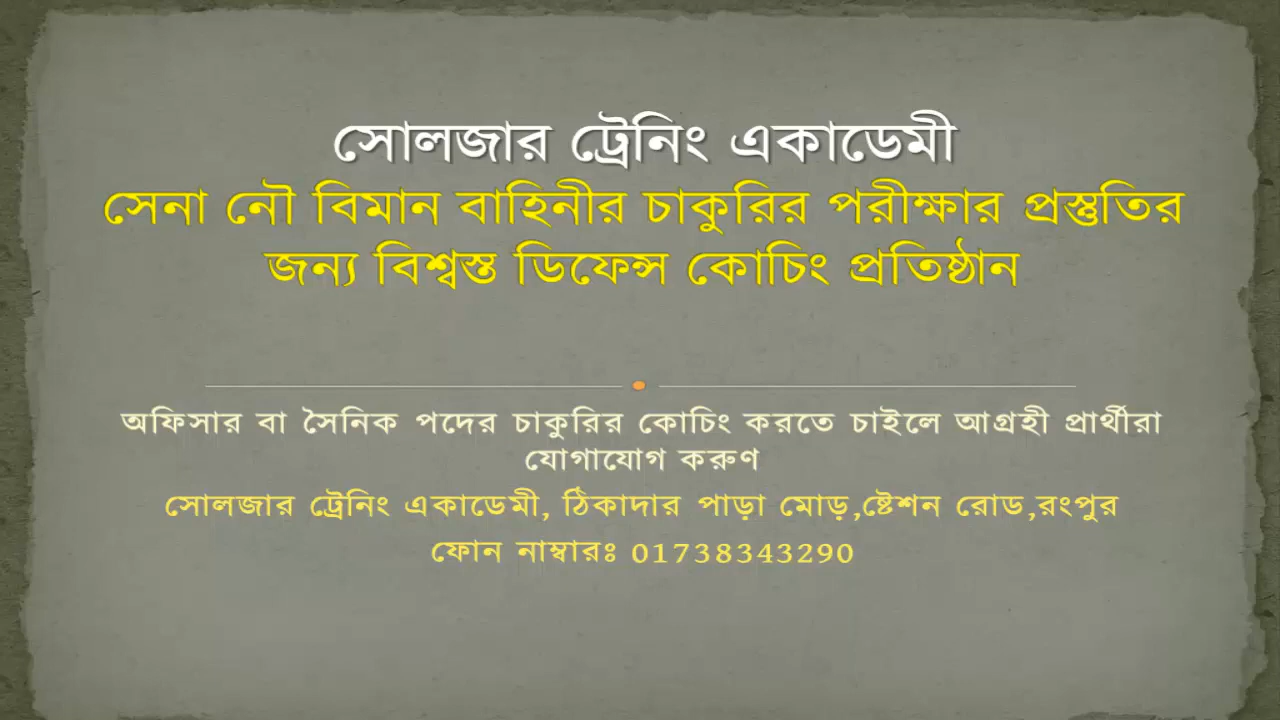 সোলজার ট্রেনিং একাডেমী
সেনা নৌ বিমান বাহিনীর চাকুরির পরীক্ষার প্রস্তুতির
জন্য বিশ্বস্ত ডিফেন্স কোচিং প্রতিষ্ঠান
অফিসার বা সৈনিক পদের চাকুরির কোচিং করতে চাইলে আগ্রহী প্রার্থীরা
যোগাযোগ করুণ
সোলজার ট্রেনিং একাডেমী, ঠিকাদার পাড়া মোড়,ষ্টেশন রোড,রংপুর
ফোন নাম্বারঃ 01738343290